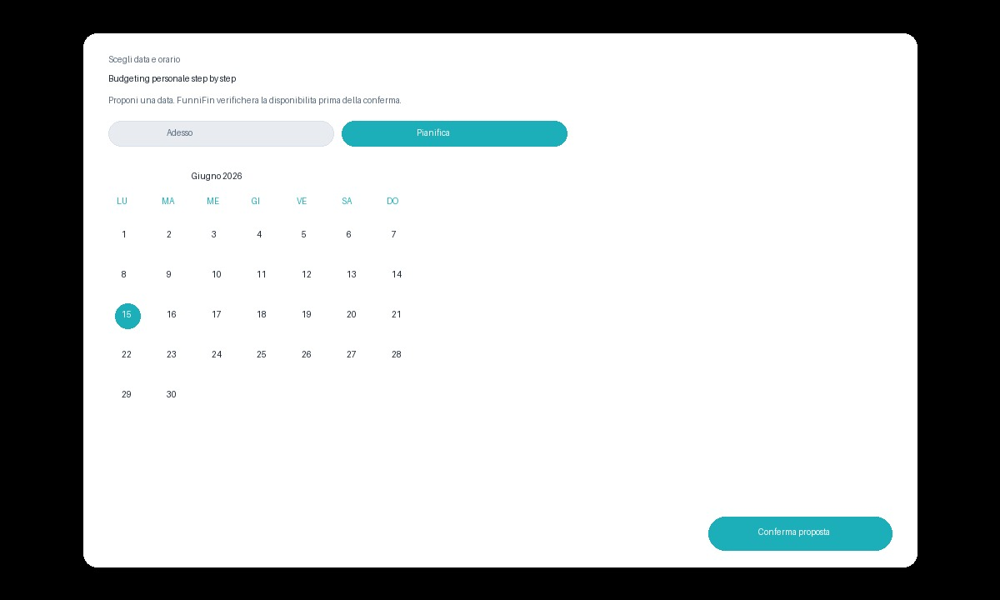 Scegli data e orario
Budgeting personale step by step
Proponi una data. FunniFin verifichera la disponibilita prima della conferma.
Adesso Pianifica
Giugno 2026
LU MA ME GI VE SA DO
1 2 3 4 5 6 7
8 9 10 11 12 13 14
15 16 17 18 19 20 21
22 23 24 25 26 27 28
29 30
Conferma proposta